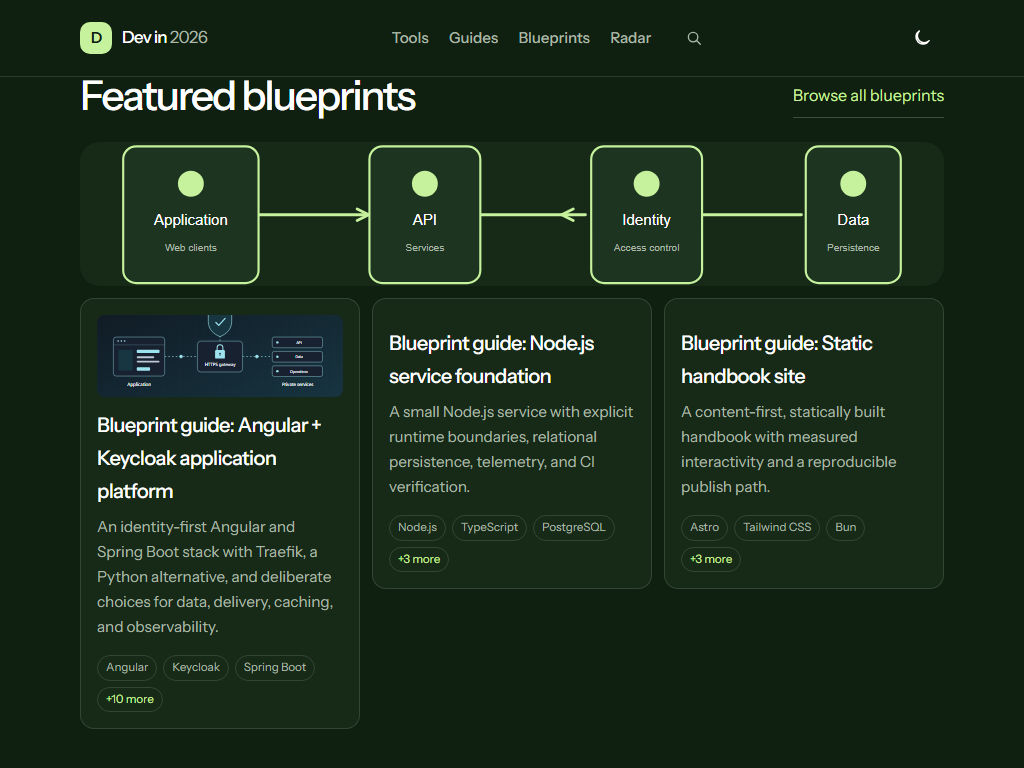 D Dev in 2026
Tools Guides Blueprints Radar
Featured blueprints
Browse all blueprints
Application
Web clients
API
Services
Identity
Access control
Data
Persistence
Application
HTTPS gateway
API
Data
Operations
Private services
Blueprint guide: Angular +
Keycloak application
platform
An identity-first Angular and
Spring Boot stack with Traefik, a
Python alternative, and deliberate
choices for data, delivery, caching,
and observability.
Angular Keycloak Spring Boot
+10 more
Blueprint guide: Node.js
service foundation
A small Node.js service with explicit
runtime boundaries, relational
persistence, telemetry, and CI
verification.
Node.js TypeScript PostgreSQL
+3 more
Blueprint guide: Static
handbook site
A content-first, statically built
handbook with measured
interactivity and a reproducible
publish path.
Astro Tailwind CSS Bun
+3 more